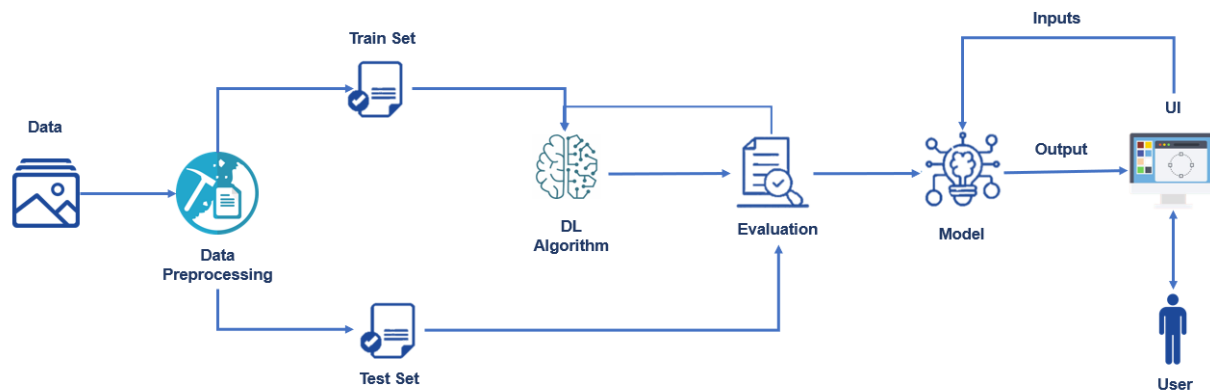 Inputs
Train Set
UI
Data
Output
DL
Algorithm
Evaluation
Model
Data
Preprocessing
Test Set
User